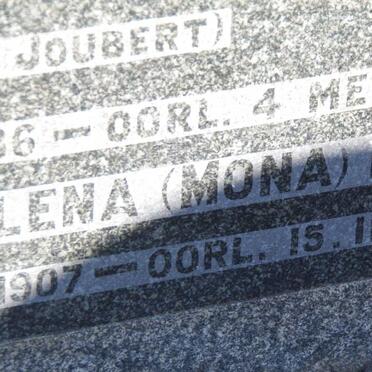 JOUBERT)
36 — OORL. 4 ME
LENA (MONA)
1907 — OORL. 15.1